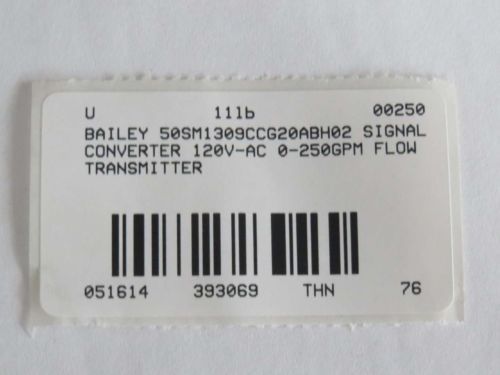 U 11lb 00250
BAILEY 50SM1309CCG20ABH02 SIGNAL
CONVERTER 120V-AC 0-250GPM FLOW
TRANSMITTER
051614 393069 THN 76